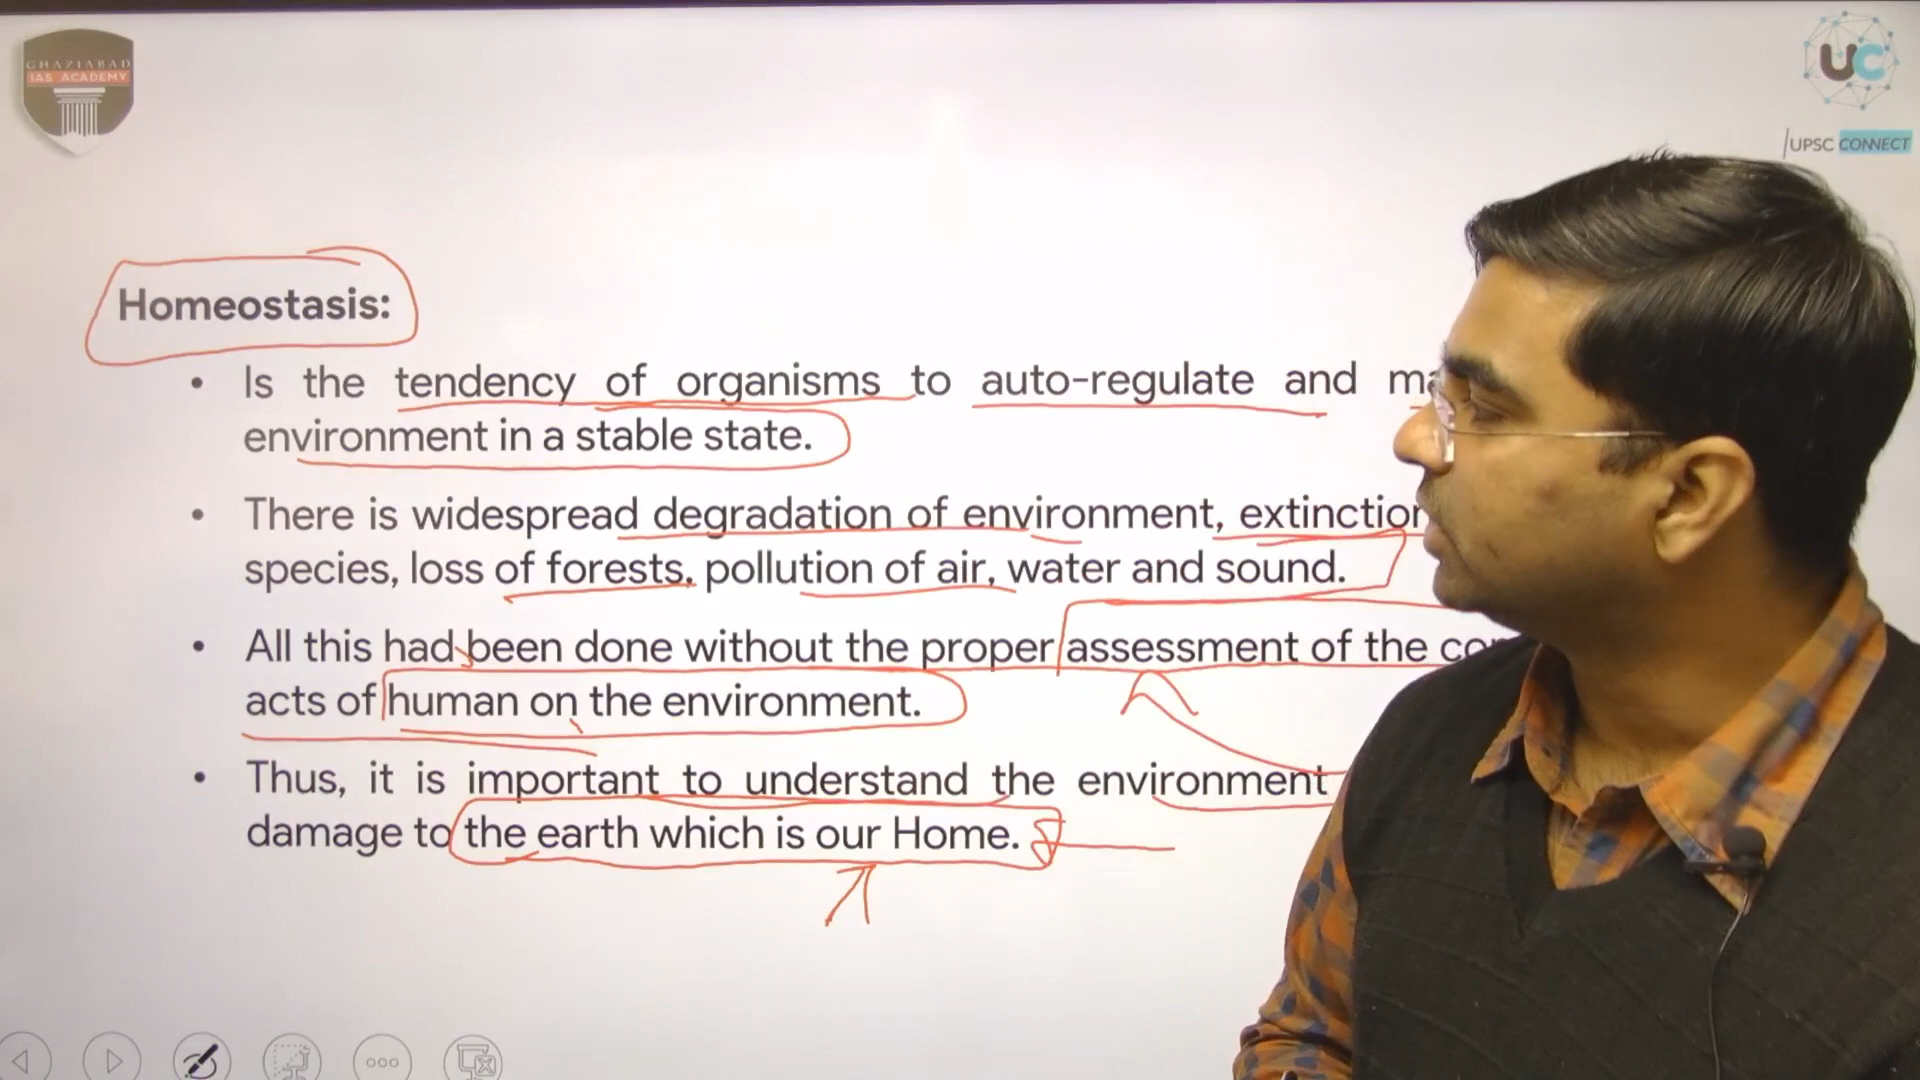 GHAZIABAD
IAS ACADEMY
UC
UPSC CONNECT
Homeostasis:
• Is the tendency of organisms to auto-regulate and
environment in a stable state.
• There is widespread degradation of environment,
species, loss of forests, pollution of air, water and sound.
• All this had been done without the proper assessment of the
acts of human on the environment.
• Thus, it is important to understand the environment
damage to the earth which is our Home.